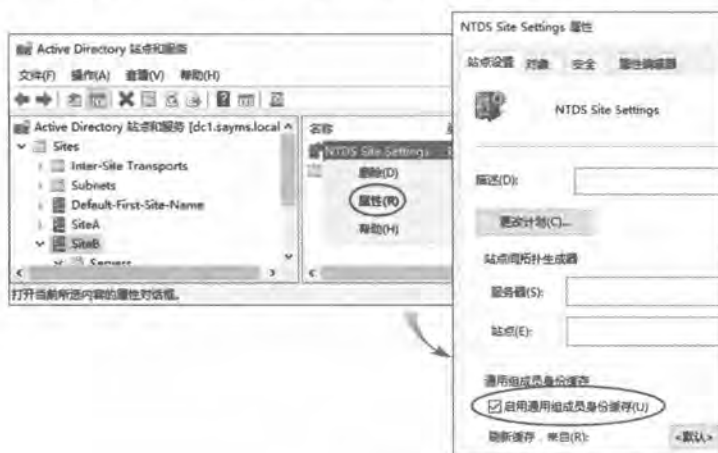 Active Directory 站点和服务
文件(F) 操作(A) 查看(V) 帮助(H)
Active Directory 站点和服务 [dc1.sayms.local
Sites
Inter-Site Transports
Subnets
Default-First-Site-Name
SiteA
SiteB
Servers
名称
NTDS Site Settings
删除(D)
属性(R)
帮助(H)
打开当前所选内容的属性对话框。
NTDS Site Settings 属性
站点设置 对象 安全 属性编辑器
NTDS Site Settings
描述(D):
更改计划(C)...
站点间拓扑生成器
服务器(S):
站点(E):
通用组成员身份缓存
启用通用组成员身份缓存(U)
刷新缓存，来自(R):
<默认>